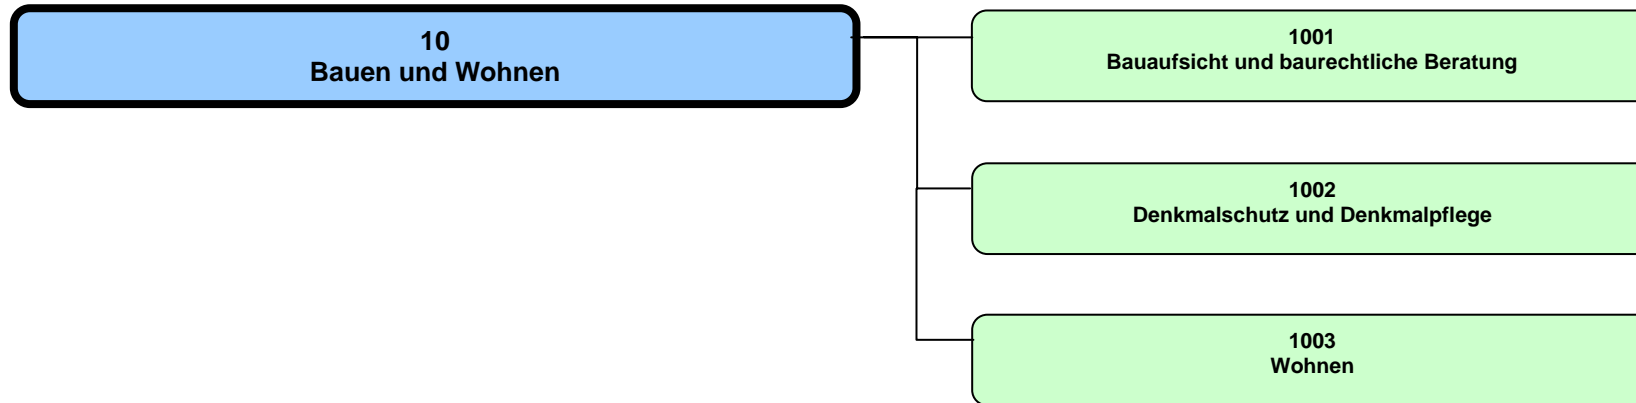 10
Bauen und Wohnen
1001
Bauaufsicht und baurechtliche Beratung
1002
Denkmalschutz und Denkmalpflege
1003
Wohnen